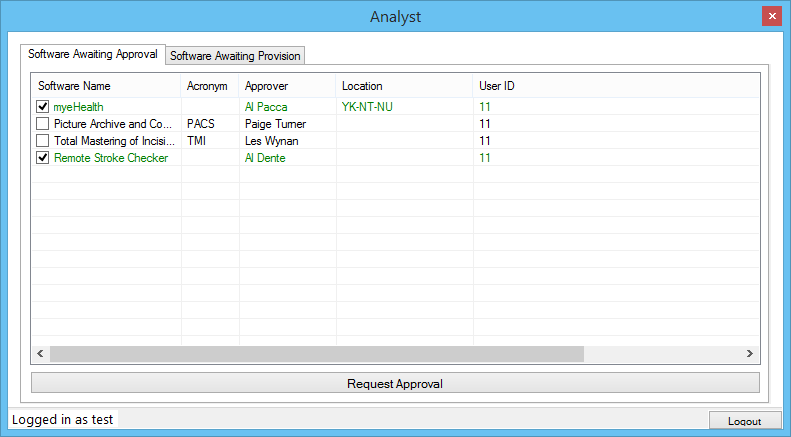 Analyst
Software Awaiting Approval Software Awaiting Provision
Software Name Acronym Approver Location User ID
myeHealth Al Pacca YK-NT-NU 11
Picture Archive and Co... PACS Paige Turner 11
Total Mastering of Incisi... TMI Les Wynan 11
Remote Stroke Checker Al Dente 11
Request Approval
Logged in as test Logout